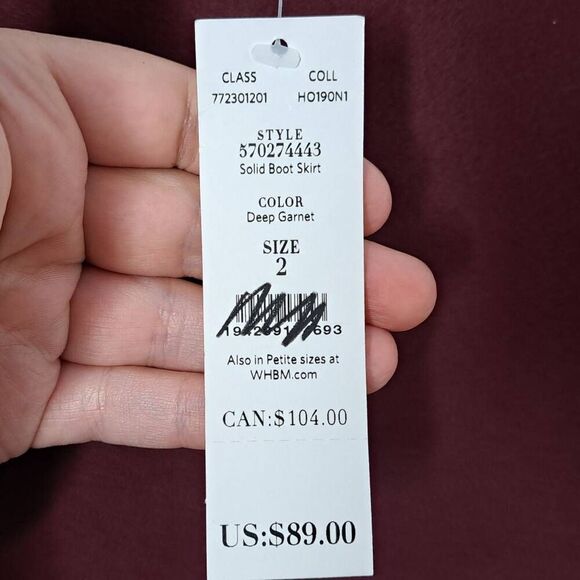 CLASS COLL
772301201 HO190N1
STYLE
570274443
Solid Boot Skirt
COLOR
Deep Garnet
SIZE
2
Also in Petite sizes at
WHBM.com
CAN:$104.00
US:$89.00